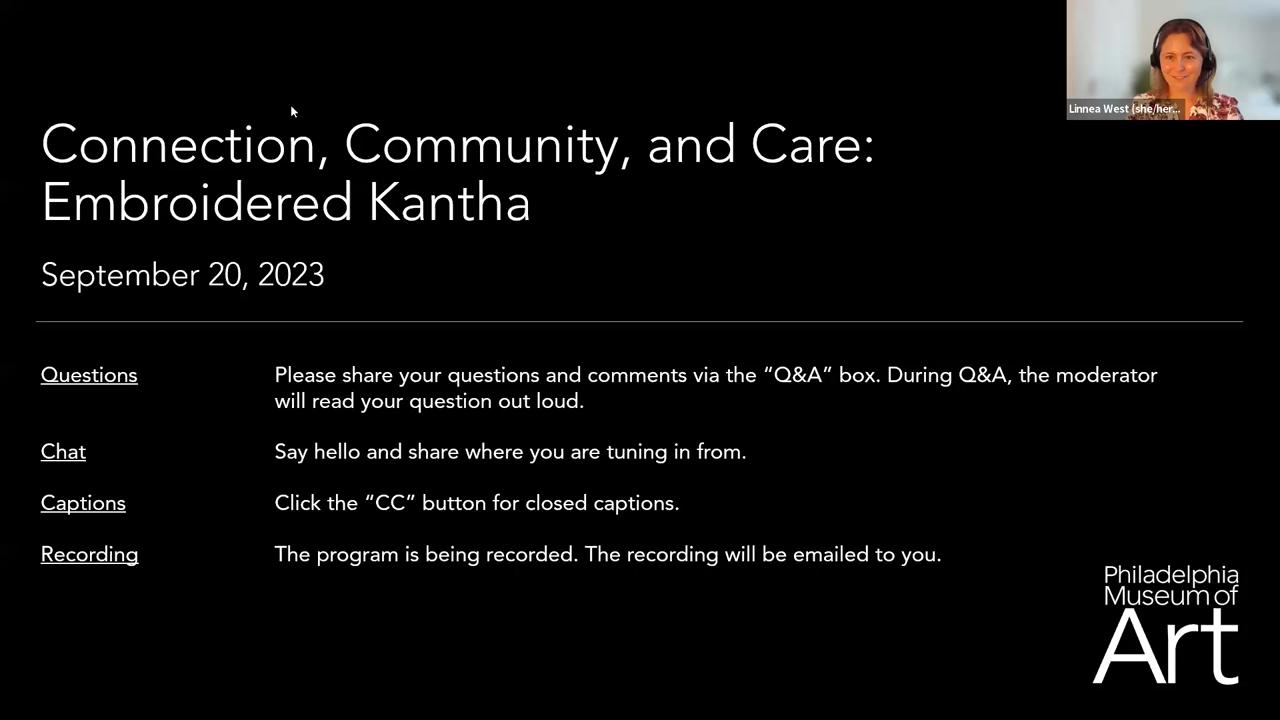 Linnea West (she/her...
Connection, Community, and Care:
Embroidered Kantha
September 20, 2023
Questions
Please share your questions and comments via the “Q&A” box. During Q&A, the moderator
will read your question out loud.
Chat
Say hello and share where you are tuning in from.
Captions
Click the “CC” button for closed captions.
Recording
The program is being recorded. The recording will be emailed to you.
Philadelphia
Museum of
Art